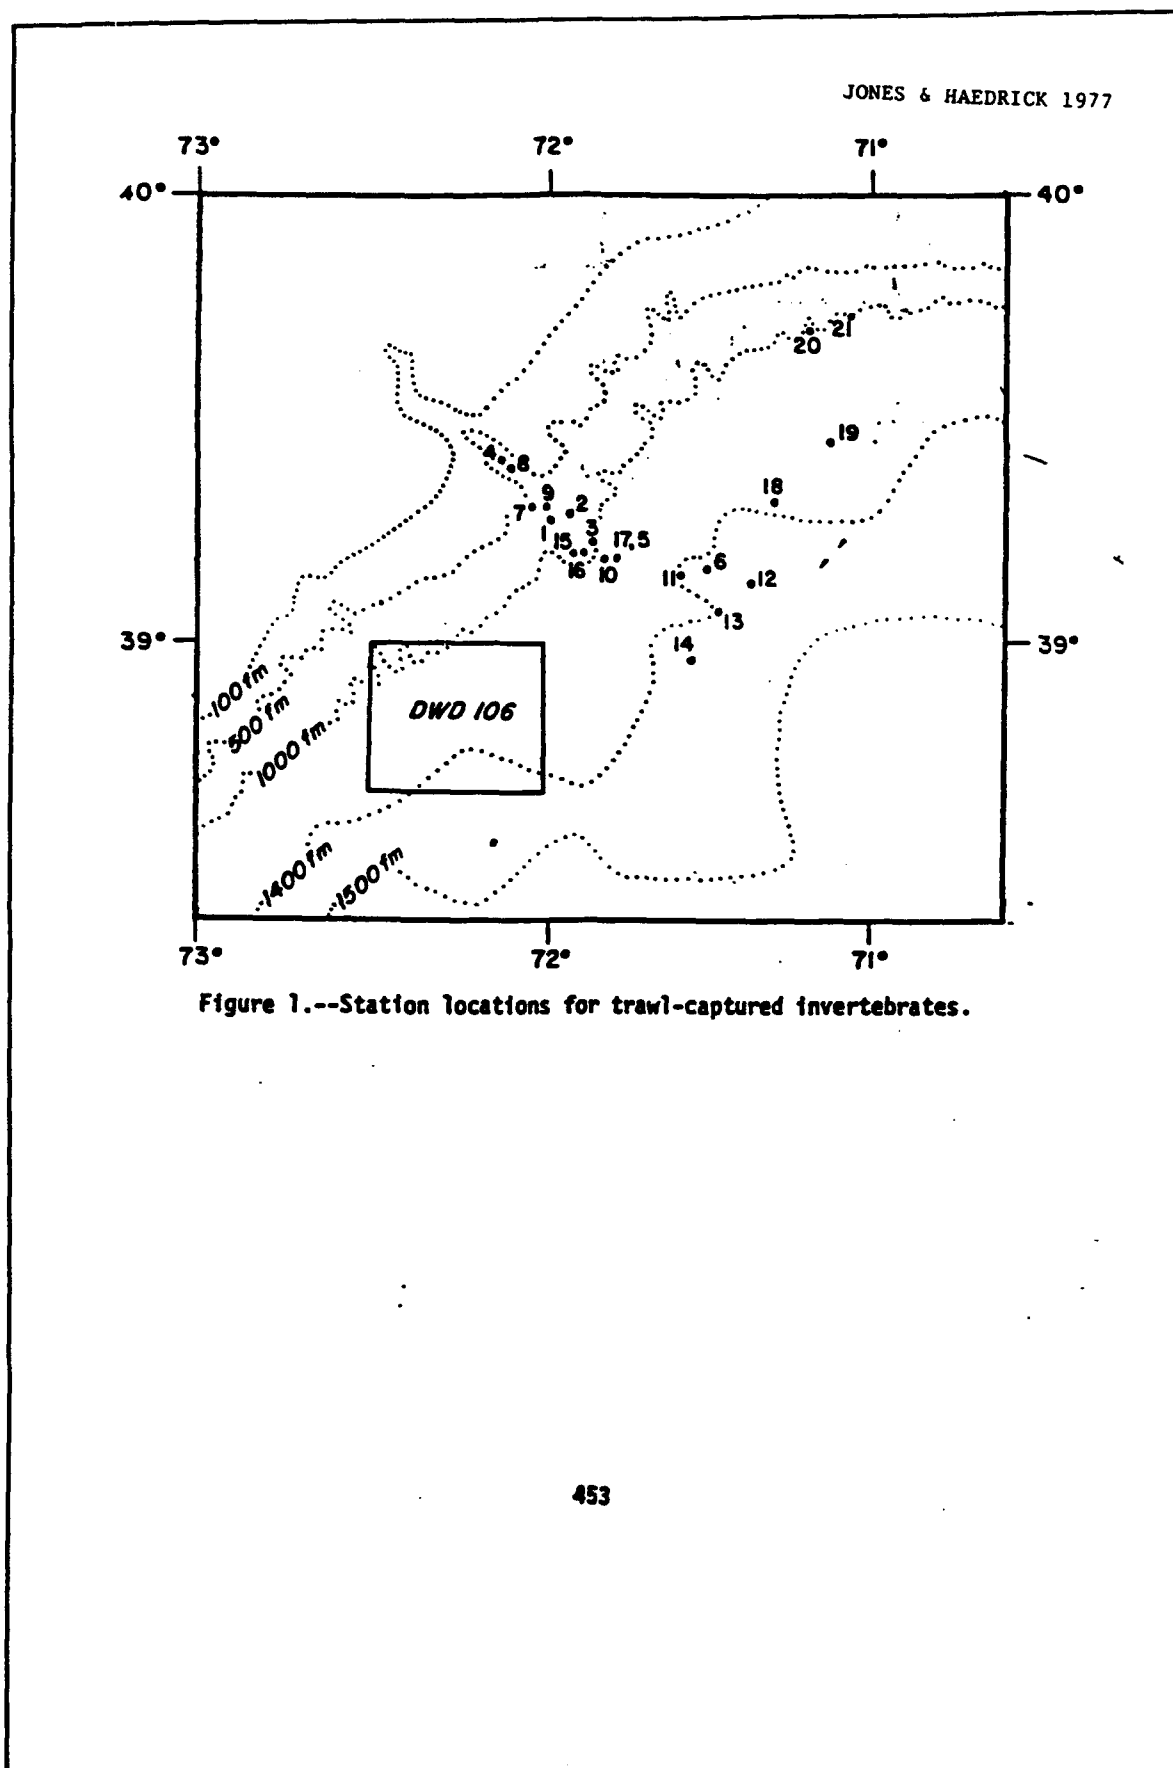 JONES & HAEDRICK 1977
73° 72° 71°
40° 40°
21
20
19
4
8
18
9
2
7
1
3
15
17,5
16
10
6
11
12
13
39° 39°
14
100 fm
500 fm
1000 fm
DWD 106
1400 fm
1500 fm
73° 72° 71°
Figure 1.--Station locations for trawl-captured invertebrates.
453